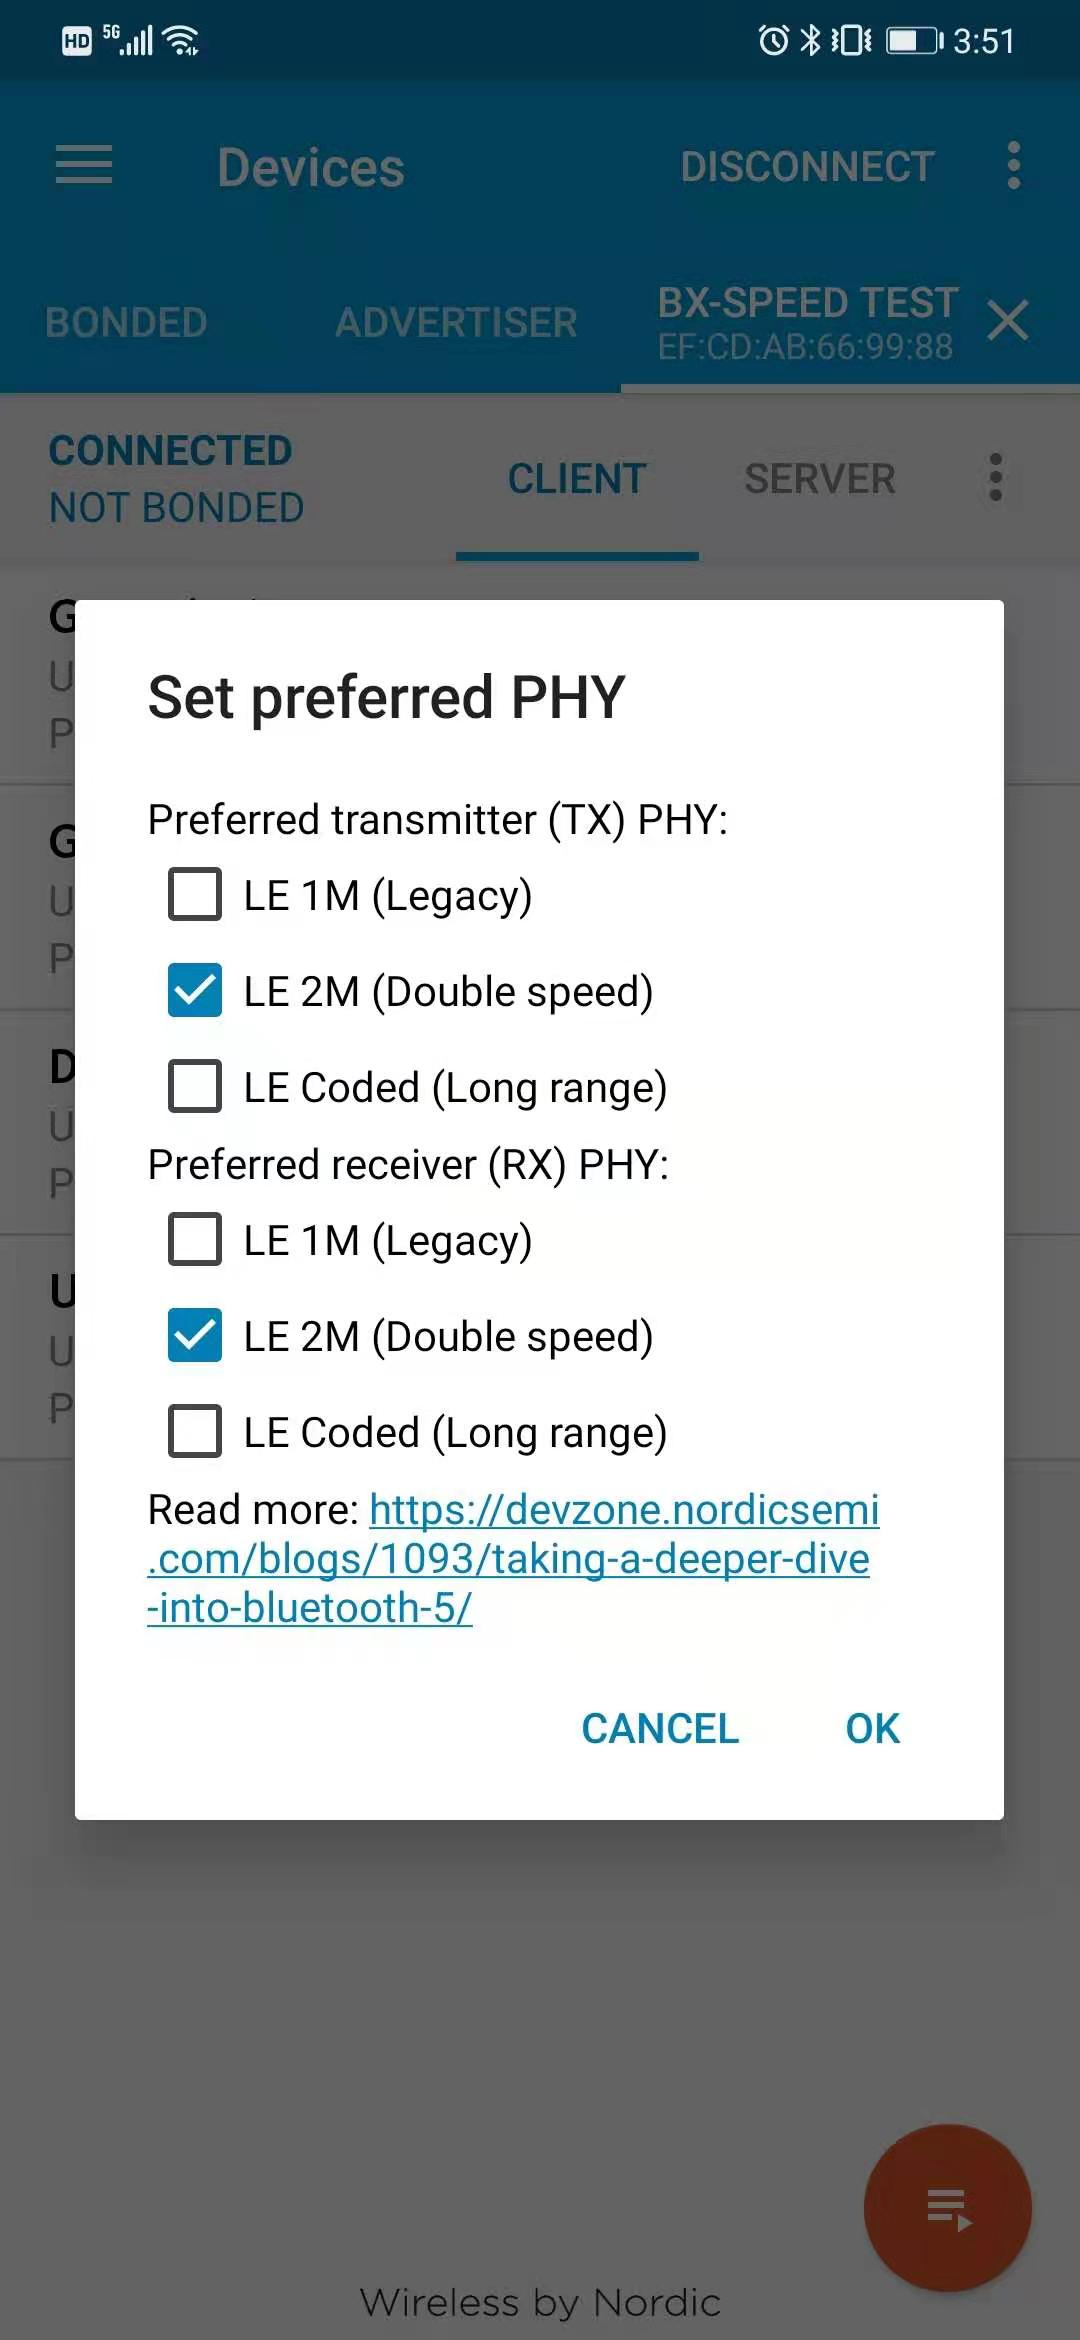 HD 5G 3:51
Devices DISCONNECT
BONDED ADVERTISER BX-SPEED TEST
EF:CD:AB:66:99:88
CONNECTED
NOT BONDED
CLIENT SERVER
Set preferred PHY
Preferred transmitter (TX) PHY:
LE 1M (Legacy)
LE 2M (Double speed)
LE Coded (Long range)
Preferred receiver (RX) PHY:
LE 1M (Legacy)
LE 2M (Double speed)
LE Coded (Long range)
Read more: https://devzone.nordicsemi
.com/blogs/1093/taking-a-deeper-dive
-into-bluetooth-5/
CANCEL OK
Wireless by Nordic